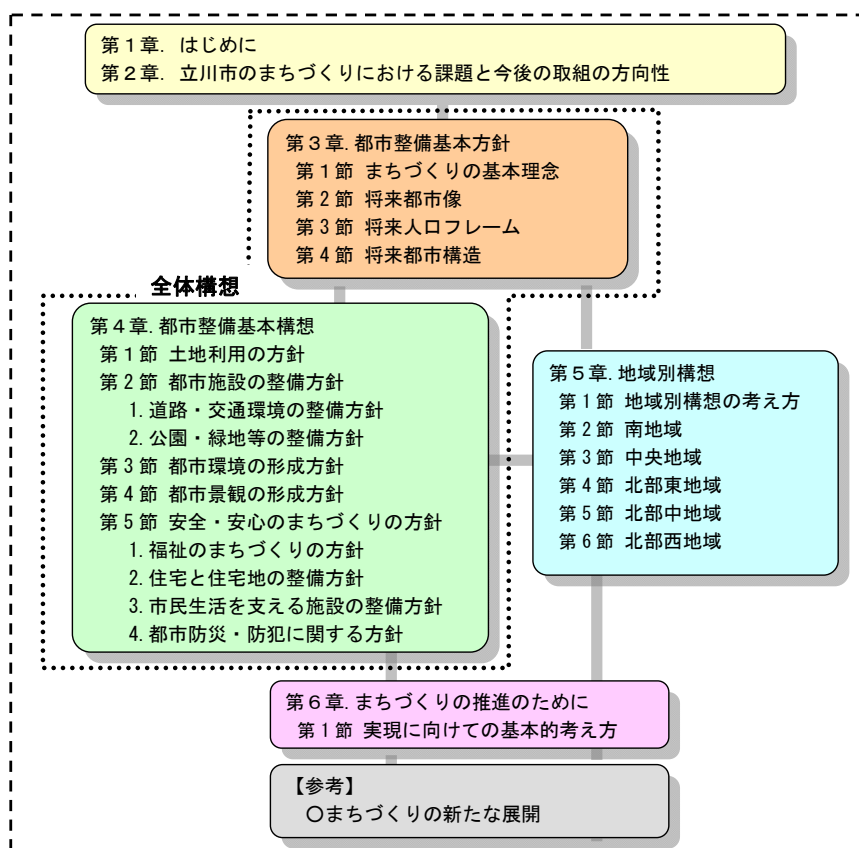 第１章. はじめに
第２章. 立川市のまちづくりにおける課題と今後の取組の方向性
第３章. 都市整備基本方針
第１節 まちづくりの基本理念
第２節 将来都市像
第３節 将来人口フレーム
第４節 将来都市構造
全体構想
第４章. 都市整備基本構想
第１節 土地利用の方針
第２節 都市施設の整備方針
1. 道路・交通環境の整備方針
2. 公園・緑地等の整備方針
第３節 都市環境の形成方針
第４節 都市景観の形成方針
第５節 安全・安心のまちづくりの方針
1. 福祉のまちづくりの方針
2. 住宅と住宅地の整備方針
3. 市民生活を支える施設の整備方針
4. 都市防災・防犯に関する方針
第５章. 地域別構想
第１節 地域別構想の考え方
第２節 南地域
第３節 中央地域
第４節 北部東地域
第５節 北部中地域
第６節 北部西地域
第６章. まちづくりの推進のために
第１節 実現に向けての基本的考え方
【参考】
〇まちづくりの新たな展開